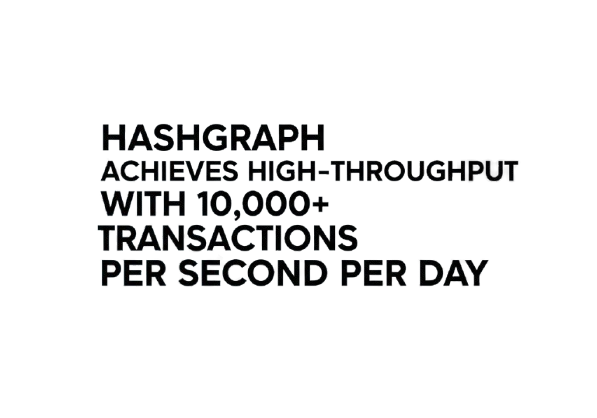 HASHGRAPH
ACHIEVES HIGH-THROUGHPUT
WITH 10,000+
TRANSACTIONS
PER SECOND PER DAY